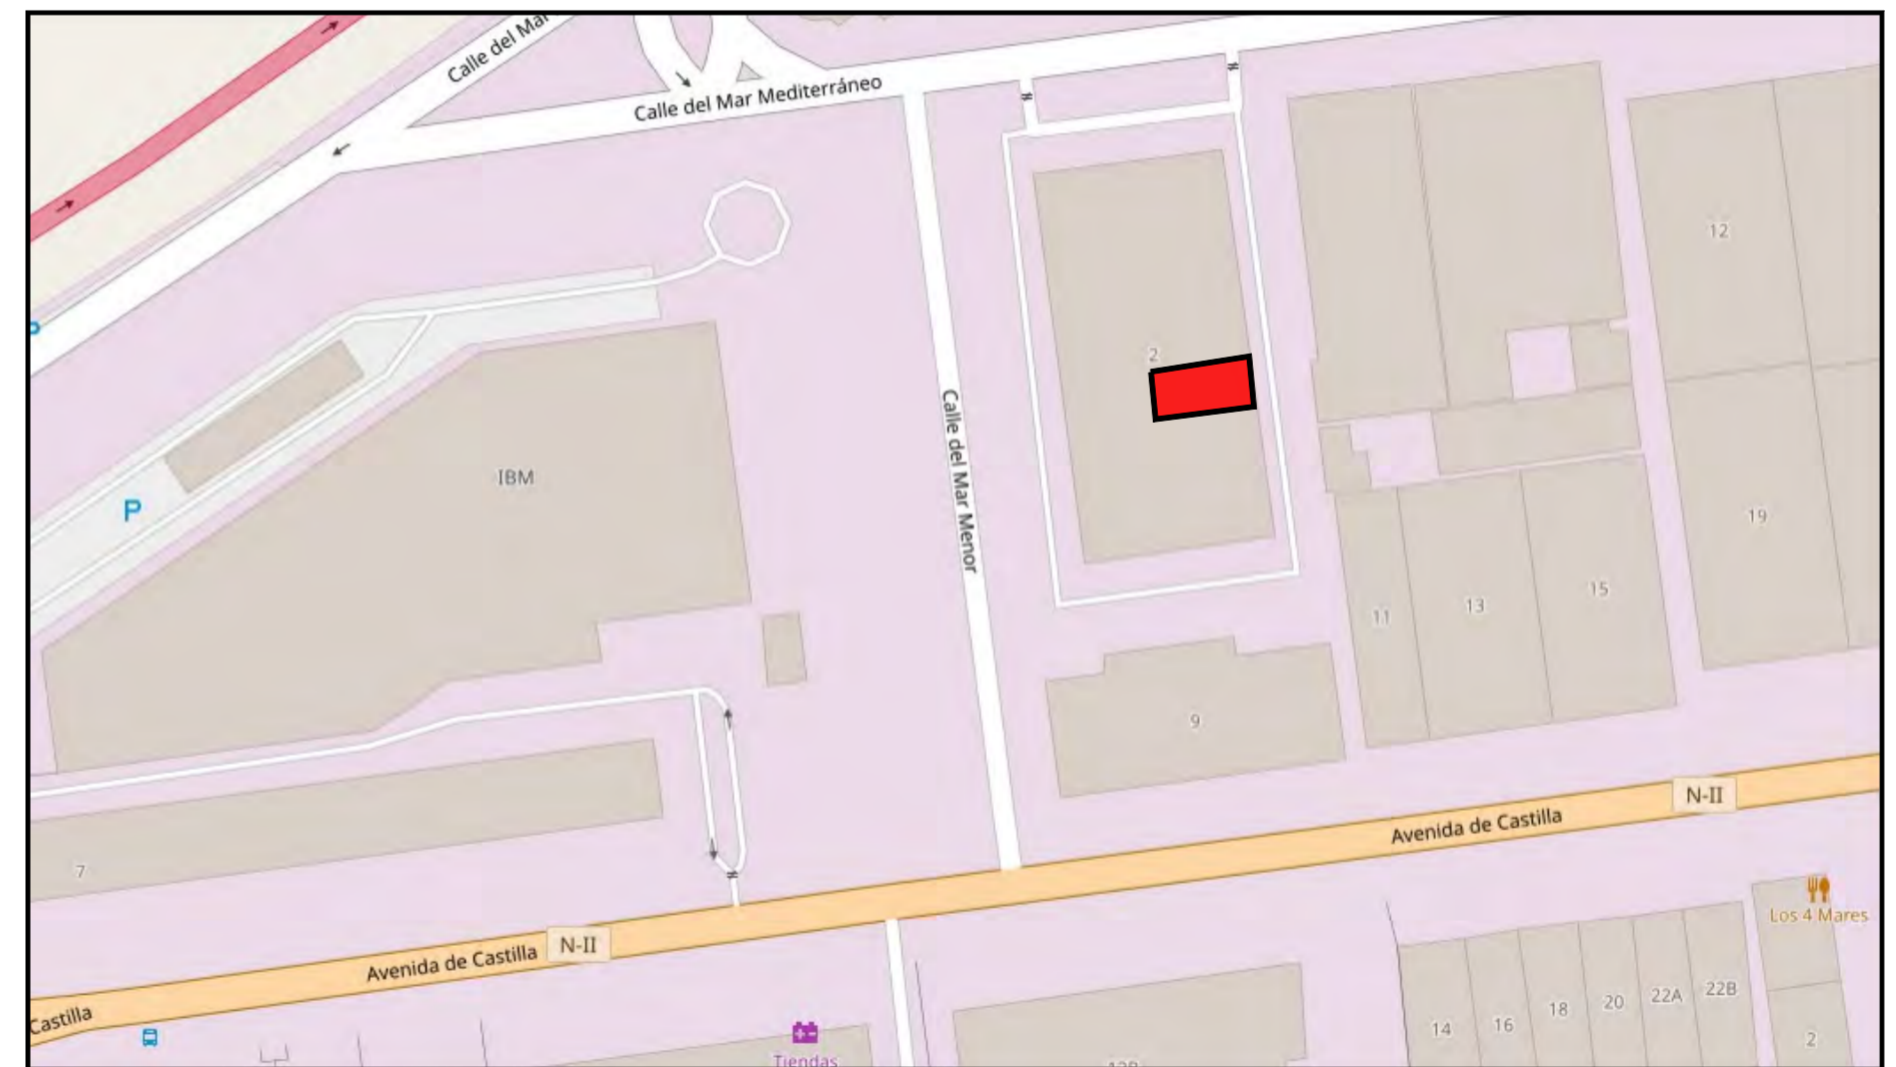 Calle del Mar
Calle del Mar Mediterráneo
12
P
2
Calle del Mar Menor
IBM
P
19
15
13
11
9
N-II
Avenida de Castilla
7
Los 4 Mares
N-II
Avenida de Castilla
22B
22A
20
18
16
14
Castilla
2
Tiendas